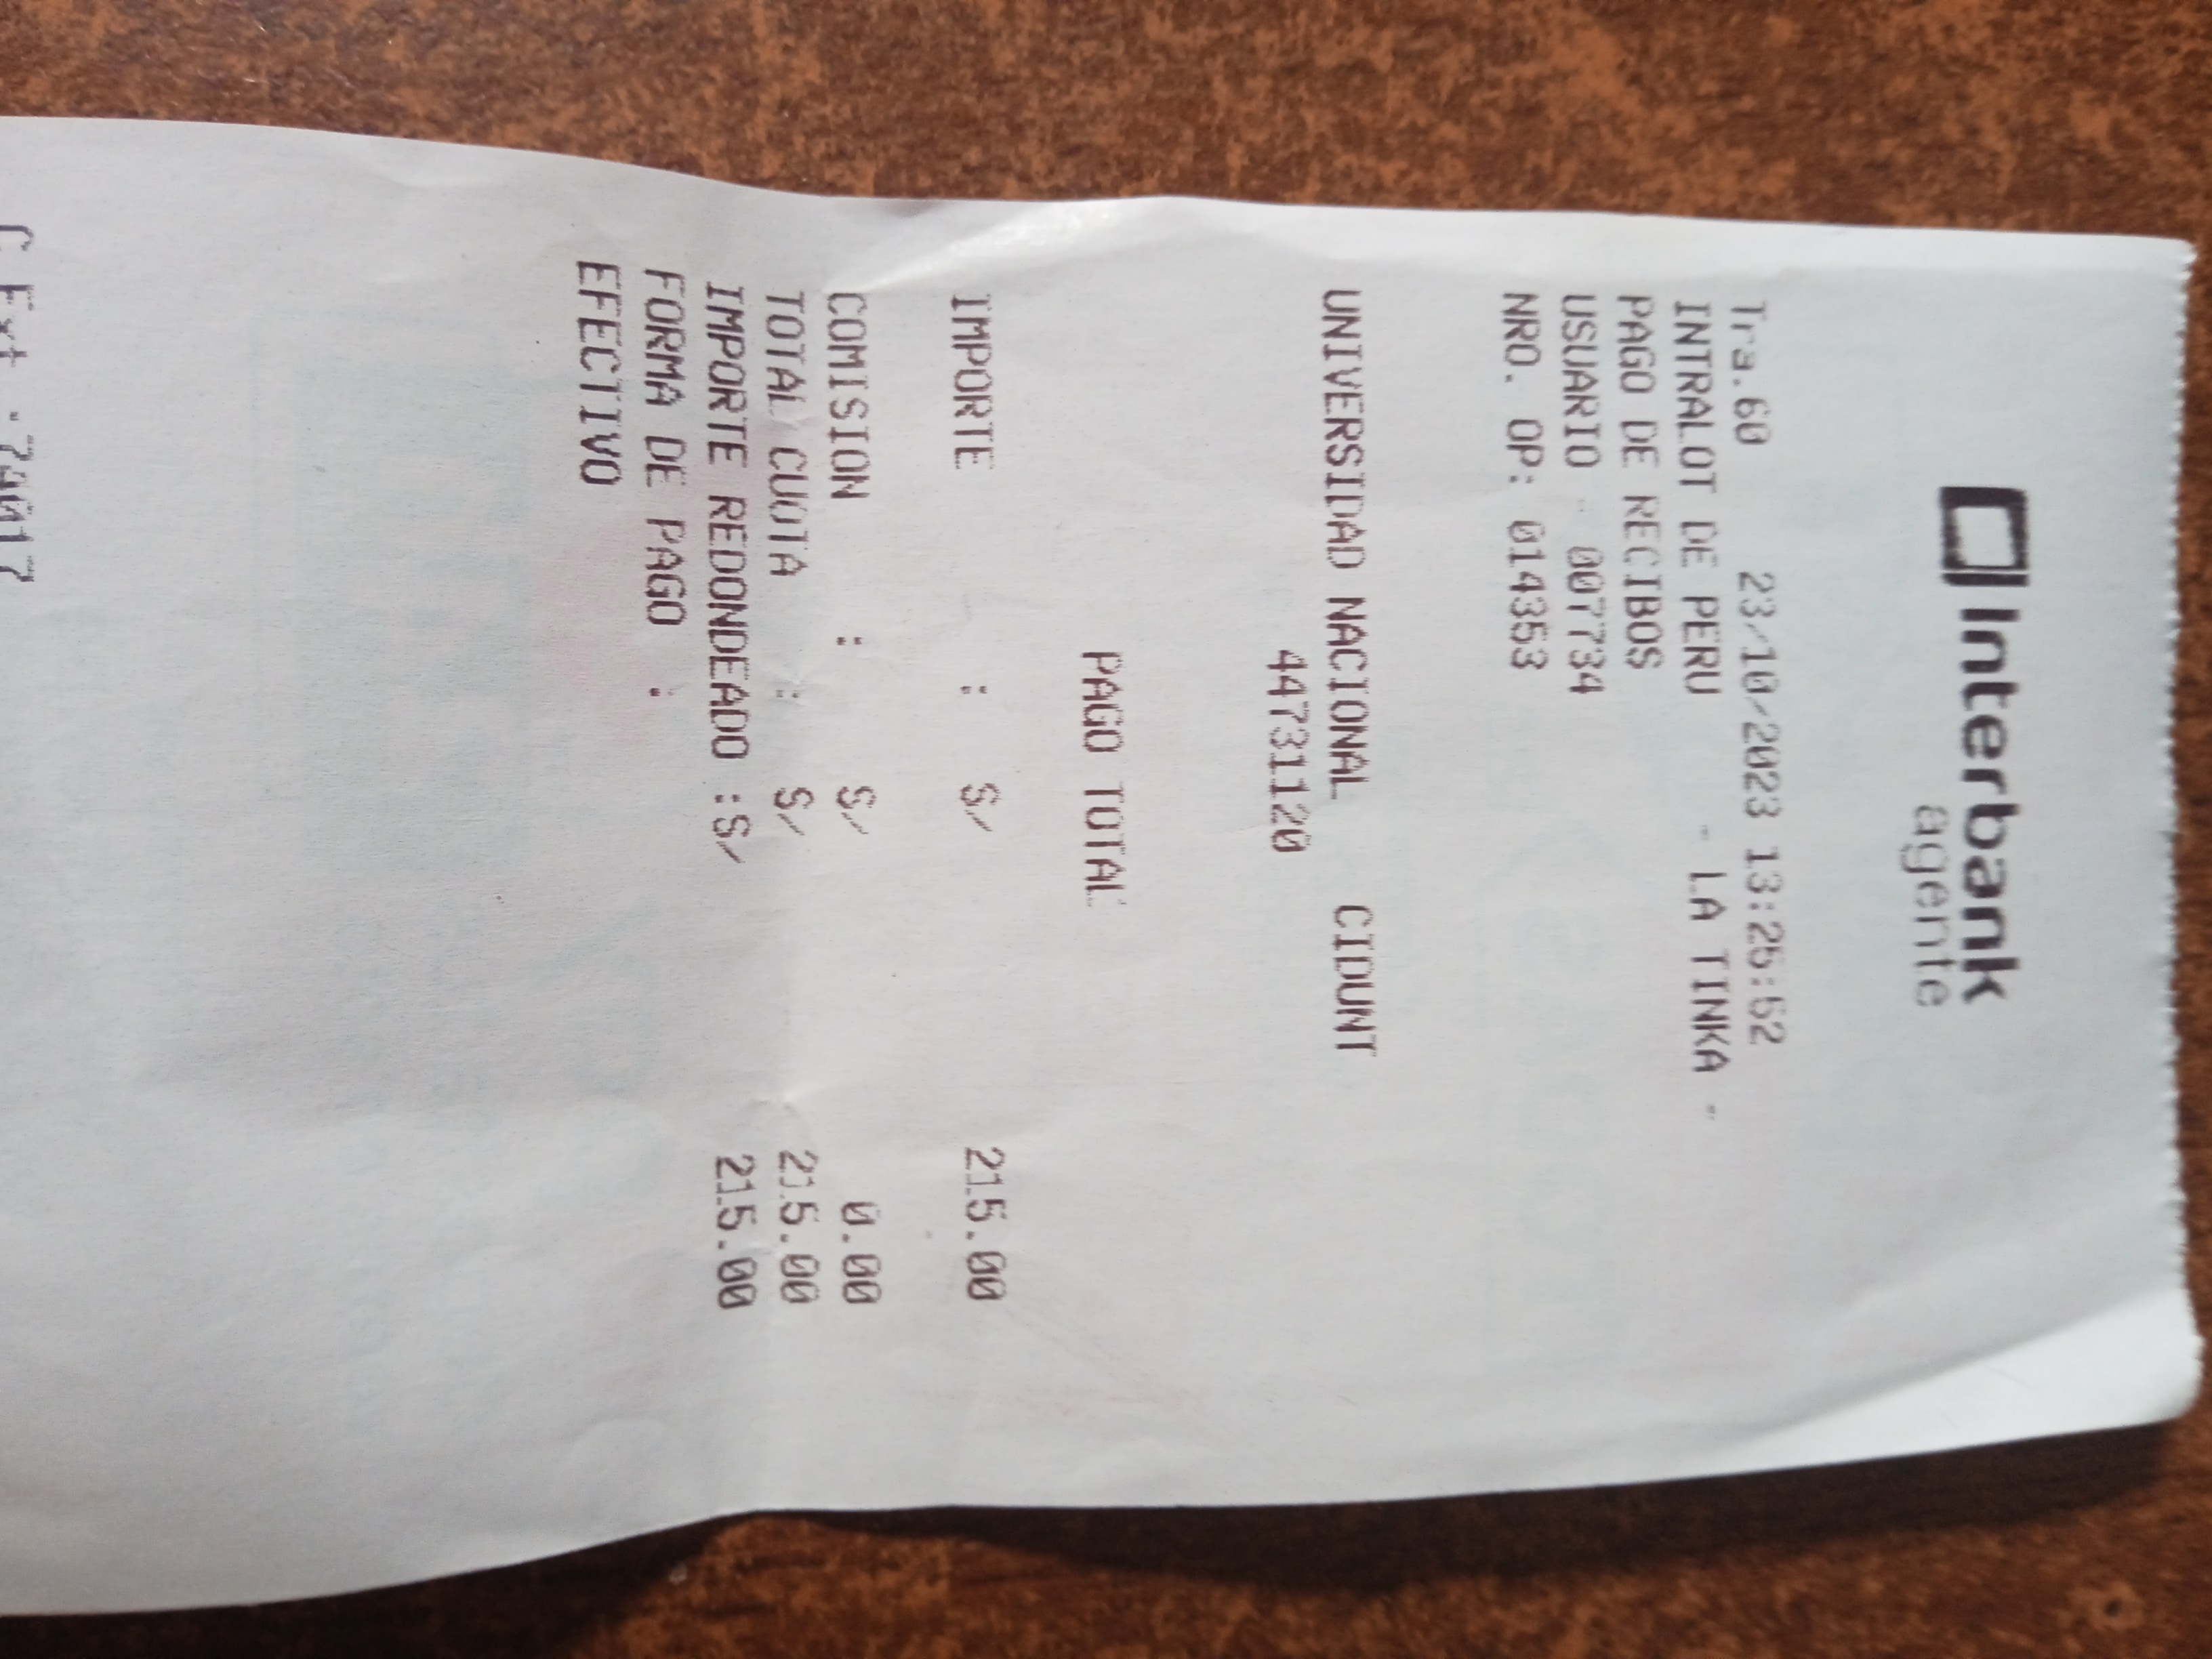 Interbank
agente
Tra.60 23/10/2023 13:25:52
INTRALOT DE PERU - LA TINKA -
PAGO DE RECIBOS
USUARIO - 007734
NRO. OP: 014353
UNIVERSIDAD NACIONAL CIDUNT
44731120
PAGO TOTAL
IMPORTE : S/ 215.00
COMISION : S/ 0.00
TOTAL CUOTA : S/ 215.00
IMPORTE REDONDEADO :S/ 215.00
FORMA DE PAGO :
EFECTIVO